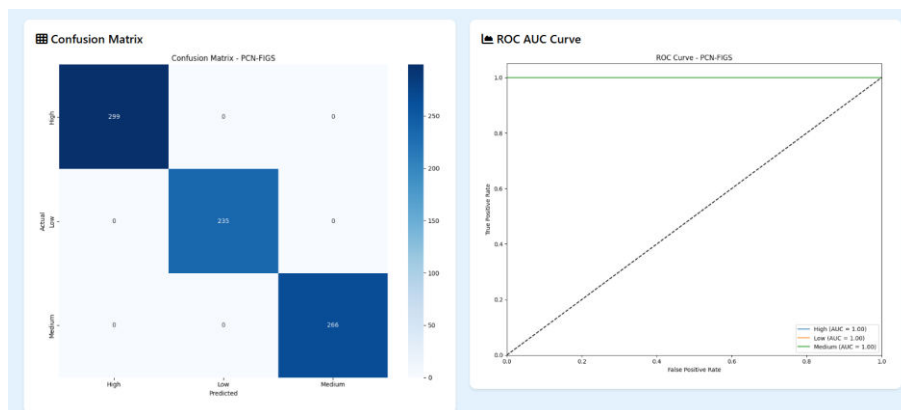 Confusion Matrix
Confusion Matrix - PCN-FIGS
High
Low
Medium
Actual
299
0
0
0
235
0
0
0
266
High
Low
Medium
Predicted
250
200
150
100
50
0
ROC AUC Curve
ROC Curve - PCN-FIGS
True Positive Rate
1.0
0.8
0.6
0.4
0.2
0.0
0.0
0.2
0.4
0.6
0.8
1.0
False Positive Rate
High (AUC = 1.00)
Low (AUC = 1.00)
Medium (AUC = 1.00)